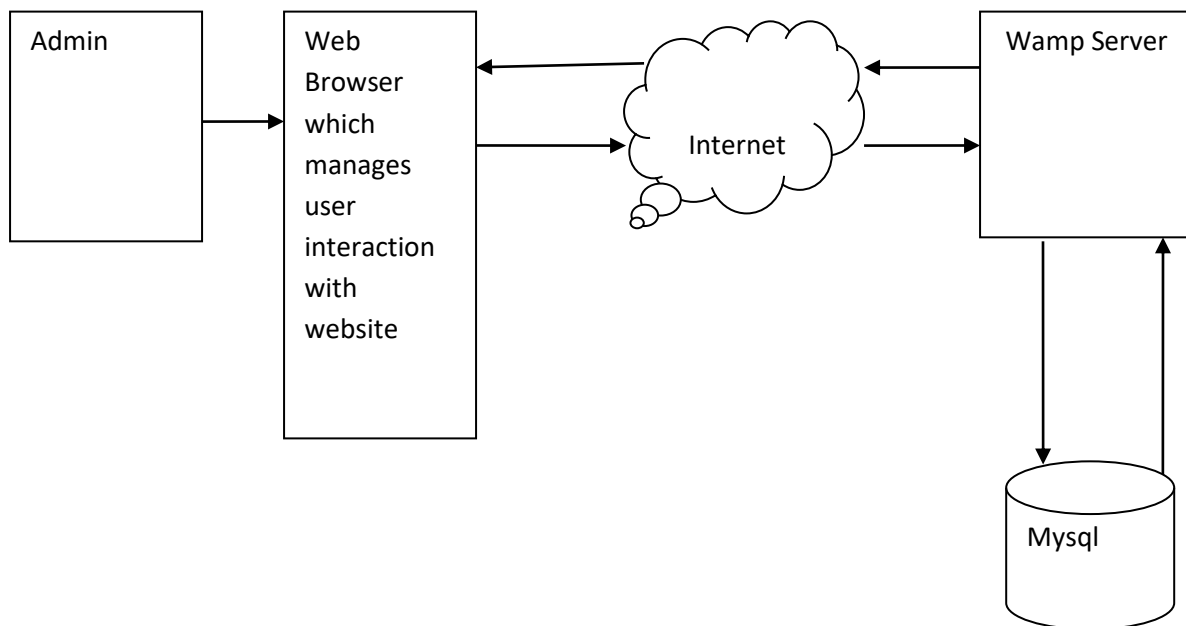 Admin
Web
Browser
which
manages
user
interaction
with
website
Internet
Wamp Server
Mysql